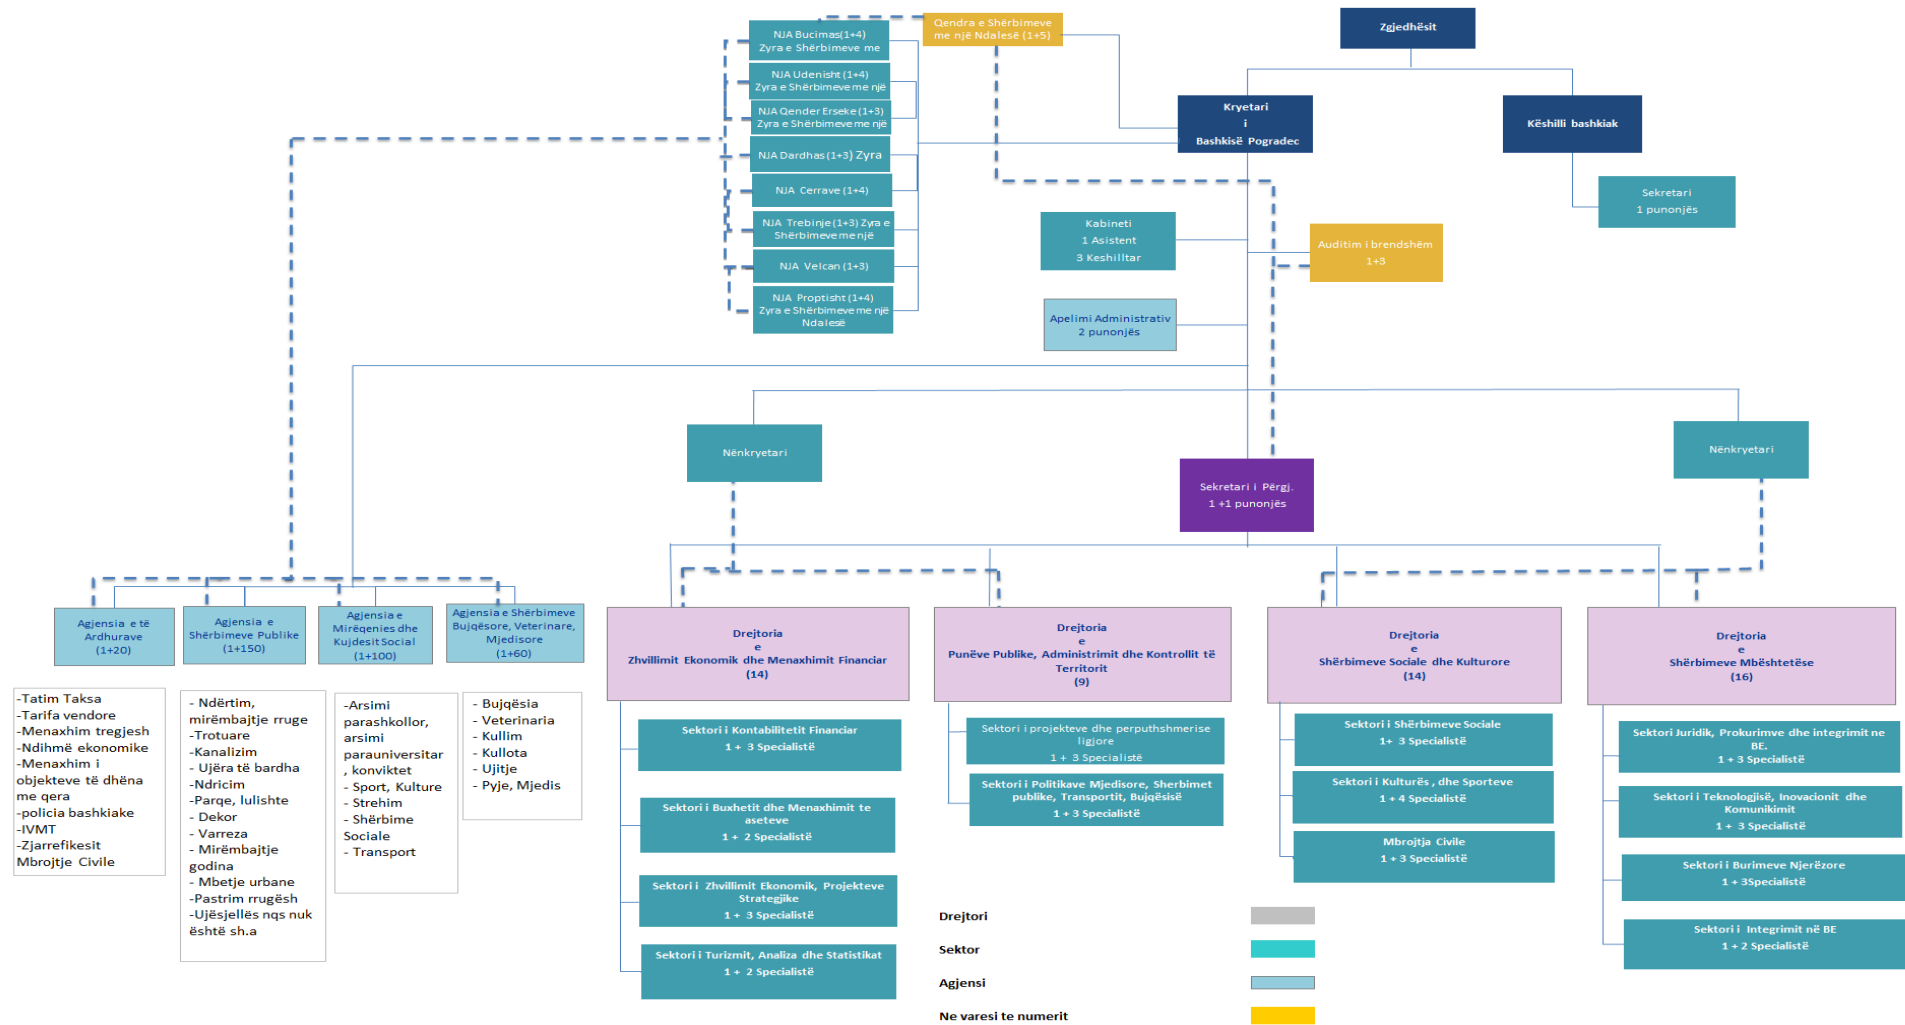 NJA Bucimas(1+4)
Zyra e Shërbimeve me
NJA Udenisht (1+4)
Zyra e Shërbimeve me një
NJA Qender Erseke (1+3)
Zyra e Shërbimeve me një
NJA Dardhas (1+3) Zyra
NJA Cerrave (1+4)
NJA Trebinje (1+3) Zyra e
Shërbimeve me një
NJA Velcan (1+3)
NJA Proptisht (1+4)
Zyra e Shërbimeve me një
Ndalesë
Qendra e Shërbimeve
me një Ndalesë (1+5)
Zgjedhësit
Kryetari
i
Bashkisë Pogradec
Këshilli bashkiak
Sekretari
1 punonjës
Kabineti
1 Asistent
3 Keshilltar
Auditim i brendshëm
1+3
Apelimi Administrativ
2 punonjës
Nënkryetari
Sekretari i Përgj.
1 +1 punonjës
Nënkryetari
Agjensia e të
Ardhurave
(1+20)
Agjensia e
Shërbimeve Publike
(1+150)
Agjensia e
Mirëqenies dhe
Kujdesit Social
(1+100)
Agjensia e Shërbimeve
Bujqësore, Veterinare,
Mjedisore
(1+60)
-Tatim Taksa
-Tarifa vendore
-Menaxhim tregjesh
-Ndihmë ekonomike
-Menaxhim i
objekteve të dhëna
me qera
-policia bashkiake
-IVMT
-Zjarrefikesit
Mbrojtje Civile
- Ndërtim,
mirëmbajtje rruge
-Trotuare
-Kanalizim
- Ujëra të bardha
-Ndricim
-Parqe, lulishte
- Dekor
- Varreza
- Mirëmbajtje
godina
- Mbetje urbane
- Pastrim rrugësh
-Ujësjellës nqs nuk
është sh.a
-Arsimi
parashkollor,
arsimi
parauniversitar
, konviktet
- Sport, Kulture
- Strehim
- Shërbime
Sociale
- Transport
- Bujqësia
- Veterinaria
- Kullim
- Kullota
- Ujitje
- Pyje, Mjedis
Drejtoria
e
Zhvillimit Ekonomik dhe Menaxhimit Financiar
(14)
Sektori i Kontabilitetit Financiar
1 + 3 Specialistë
Sektori i Buxhetit dhe Menaxhimit te
aseteve
1 + 2 Specialistë
Sektori i Zhvillimit Ekonomik, Projekteve
Strategjike
1 + 3 Specialistë
Sektori i Turizmit, Analiza dhe Statistikat
1 + 2 Specialistë
Drejtoria
e
Punëve Publike, Administrimit dhe Kontrollit të
Territorit
(9)
Sektori i projekteve dhe perputhshmerise
ligjore
1 + 3 Specialistë
Sektori i Politikave Mjedisore, Sherbimet
publike, Transportit, Bujqësisë
1 + 3 Specialistë
Drejtoria
e
Shërbimeve Sociale dhe Kulturore
(14)
Sektori i Shërbimeve Sociale
1+ 3 Specialistë
Sektori i Kulturës , dhe Sporteve
1 + 4 Specialistë
Mbrojtja Civile
1 + 3 Specialistë
Drejtoria
e
Shërbimeve Mbështetëse
(16)
Sektori Juridik, Prokurimve dhe integrimit ne
BE.
1 + 3 Specialistë
Sektori i Teknologjisë, Inovacionit dhe
Komunikimit
1 + 3 Specialistë
Sektori i Burimeve Njerëzore
1 + 3Specialistë
Sektori i Integrimit në BE
1 + 2 Specialistë
Drejtori
Sektor
Agjensi
Ne varesi te numerit